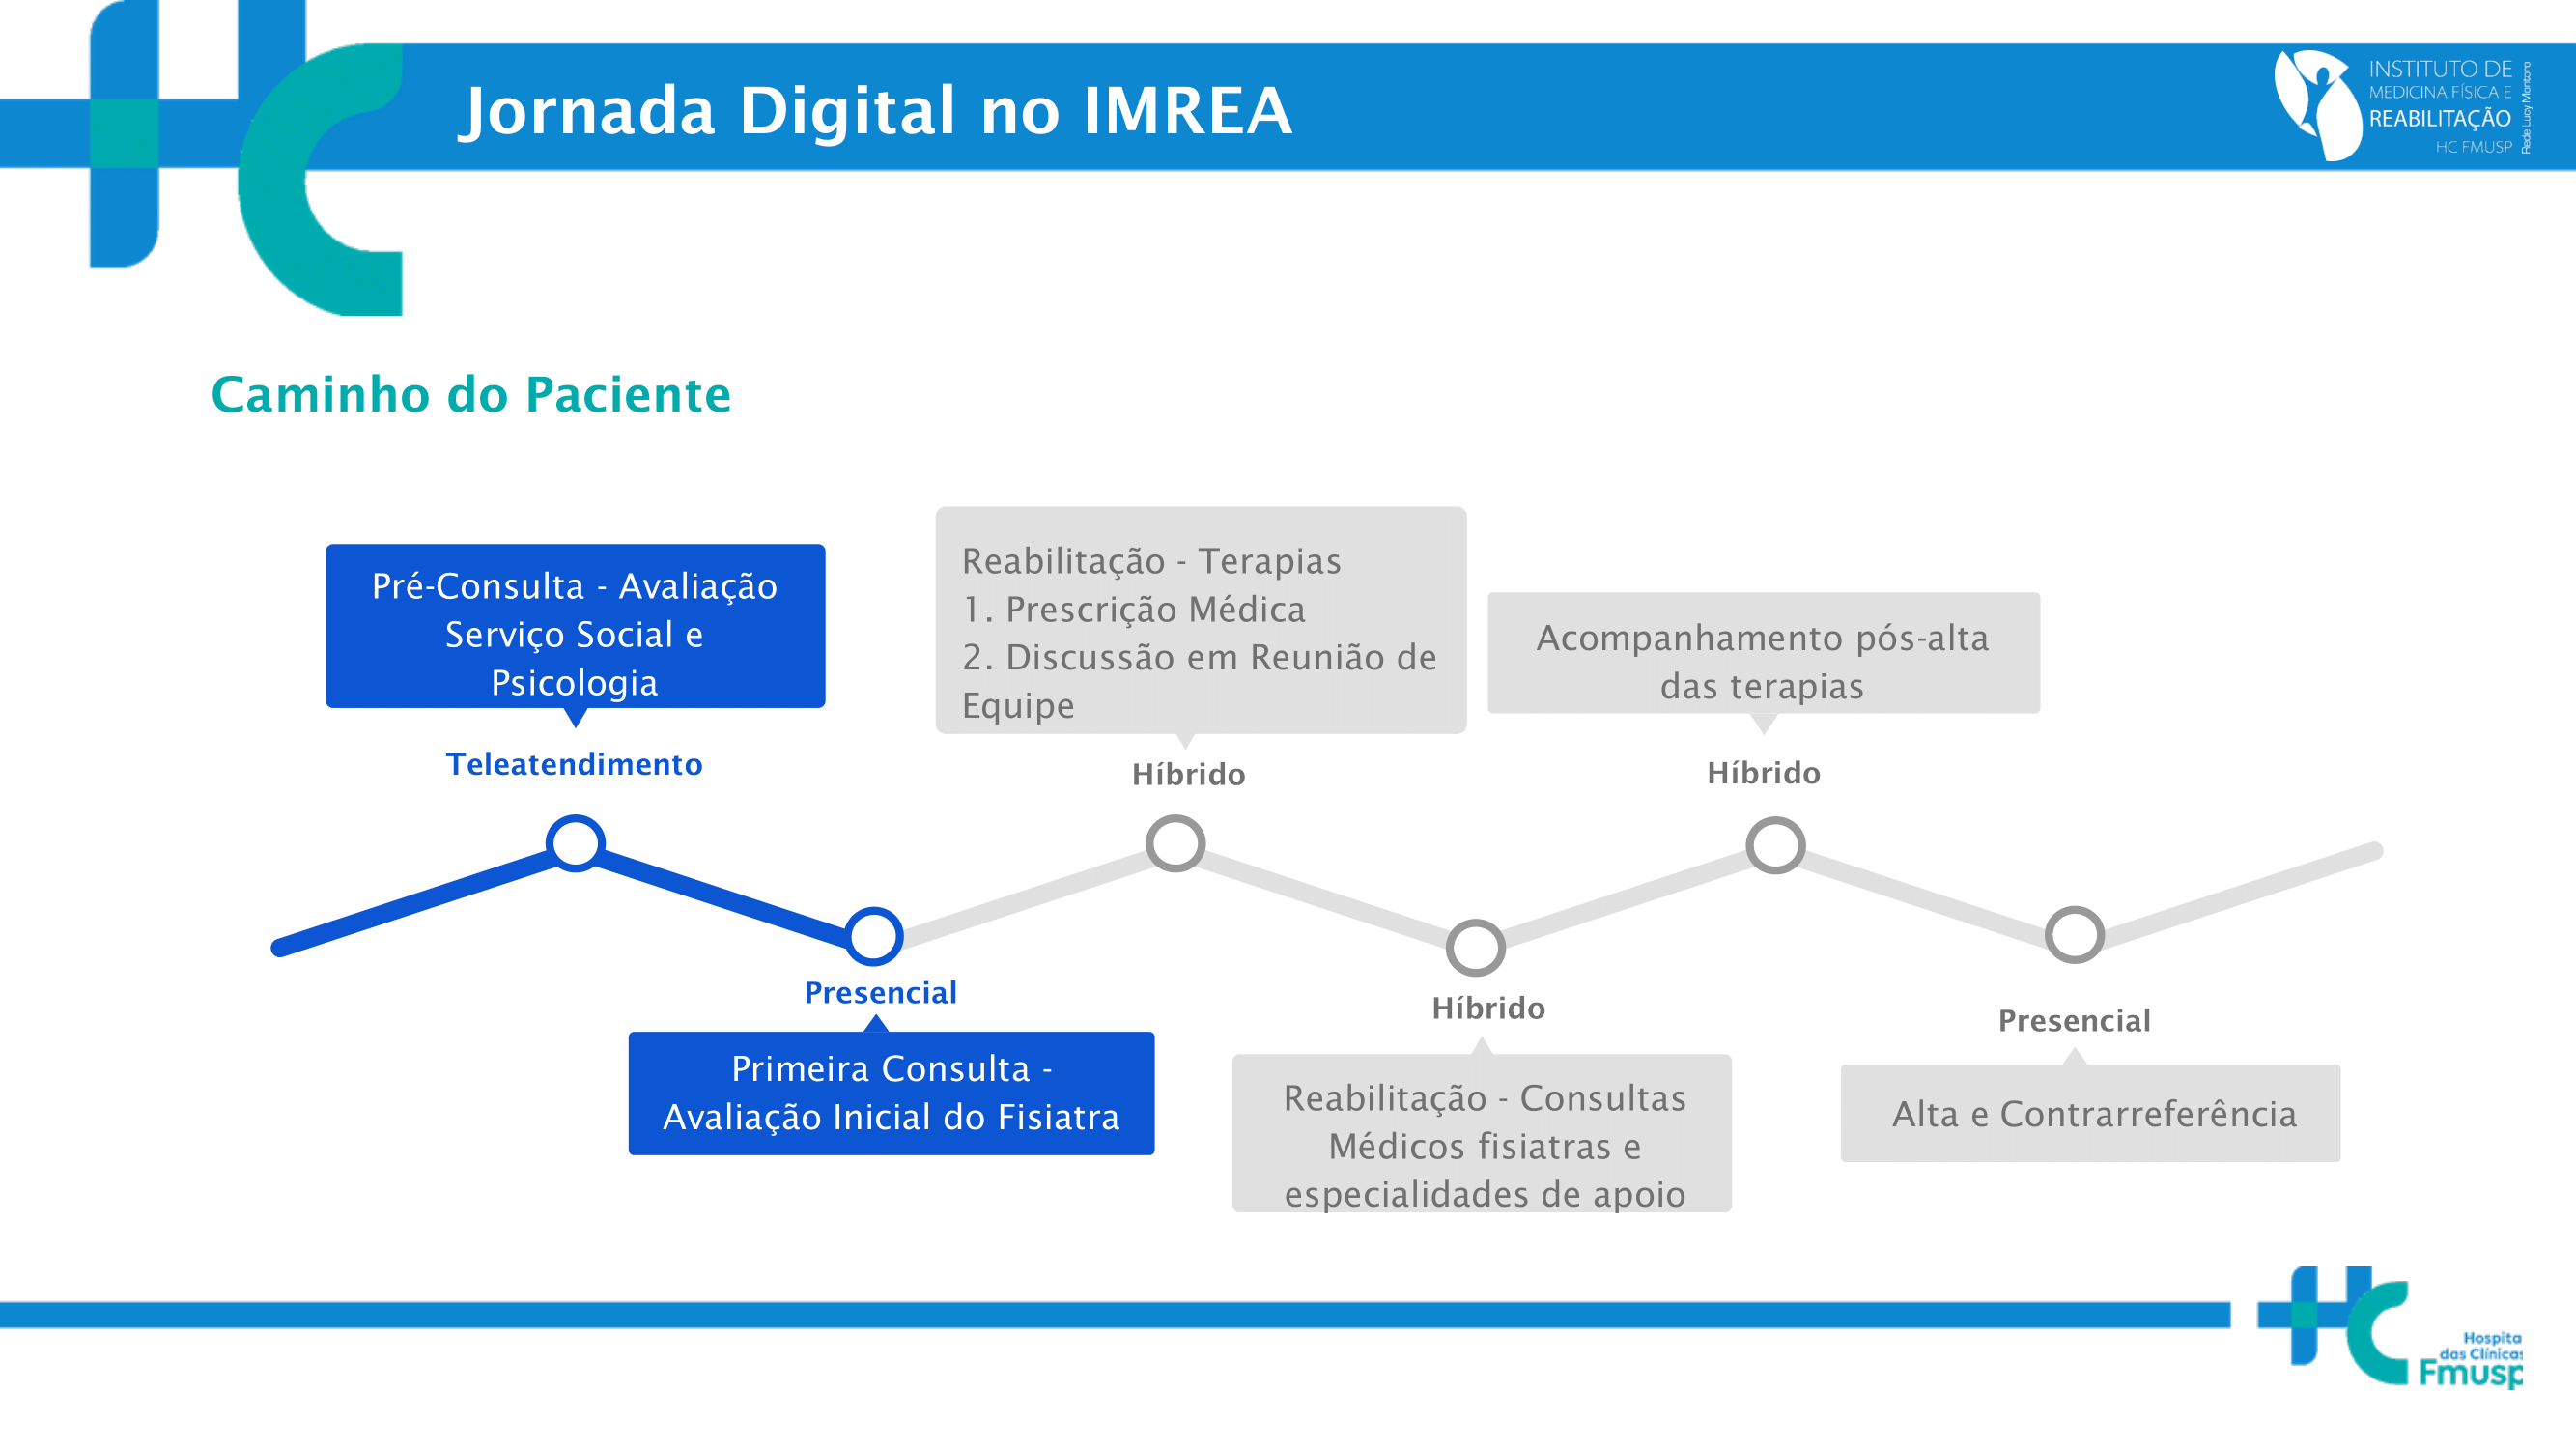 Jornada Digital no IMREA
INSTITUTO DE
MEDICINA FÍSICA E
REABILITAÇÃO
HC FMUSP
Rede Lucy Montoro
Caminho do Paciente
Pré-Consulta - Avaliação
Serviço Social e
Psicologia
Teleatendimento
Presencial
Primeira Consulta -
Avaliação Inicial do Fisiatra
Reabilitação - Terapias
1. Prescrição Médica
2. Discussão em Reunião de
Equipe
Híbrido
Híbrido
Reabilitação - Consultas
Médicos fisiatras e
especialidades de apoio
Acompanhamento pós-alta
das terapias
Híbrido
Presencial
Alta e Contrarreferência
HC
Hospita
das Clínicas
Fmusp